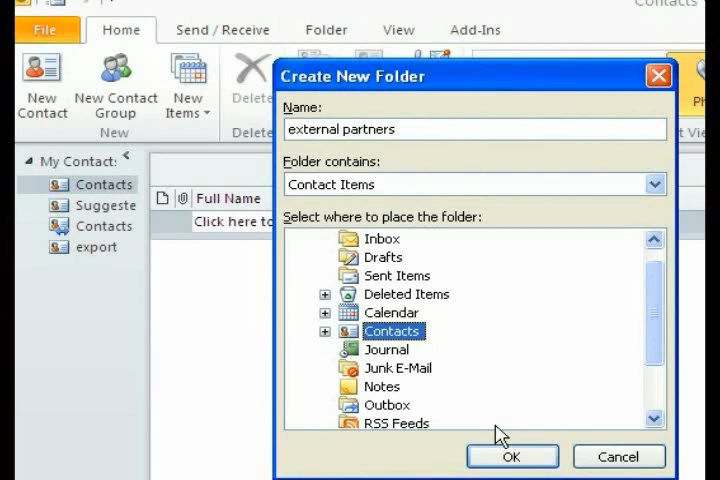 Contacts
File Home Send / Receive Folder View Add-Ins
New Contact
New Contact Group
New Items
Delete
New
Delete
Create New Folder
Name:
external partners
Folder contains:
Contact Items
Select where to place the folder:
Inbox
Drafts
Sent Items
Deleted Items
Calendar
Contacts
Journal
Junk E-Mail
Notes
Outbox
RSS Feeds
OK Cancel
My Contact:
Contacts
Suggeste
Contacts
export
Full Name
Click here to